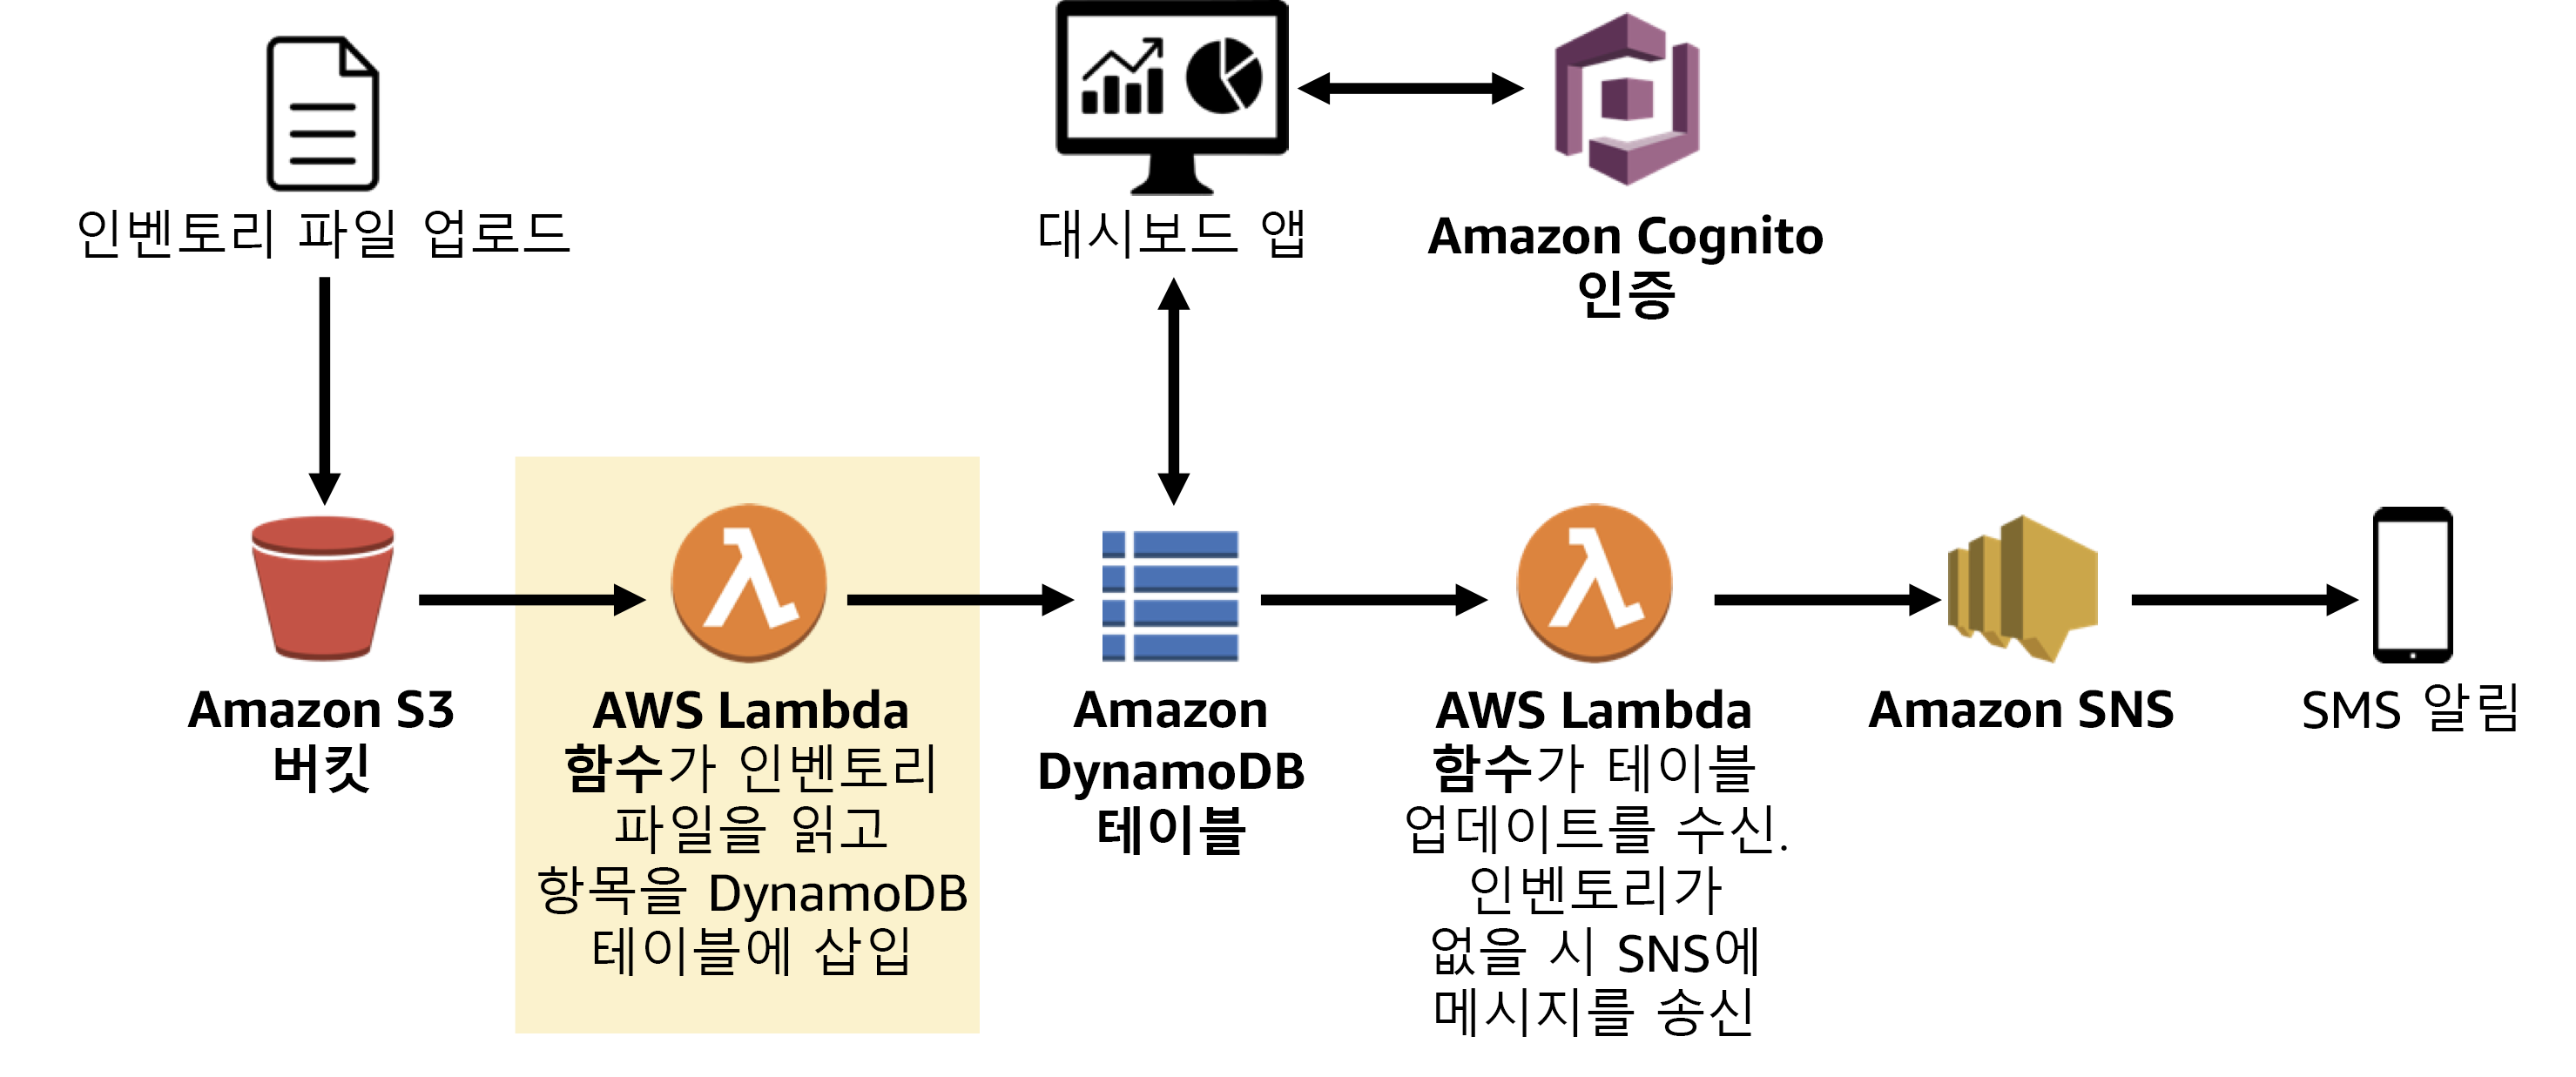 인벤토리 파일 업로드
대시보드 앱
Amazon Cognito
인증
Amazon S3
버킷
AWS Lambda
함수가 인벤토리
파일을 읽고
항목을 DynamoDB
테이블에 삽입
Amazon
DynamoDB
테이블
AWS Lambda
함수가 테이블
업데이트를 수신.
인벤토리가
없을 시 SNS에
메시지를 송신
Amazon SNS
SMS 알림